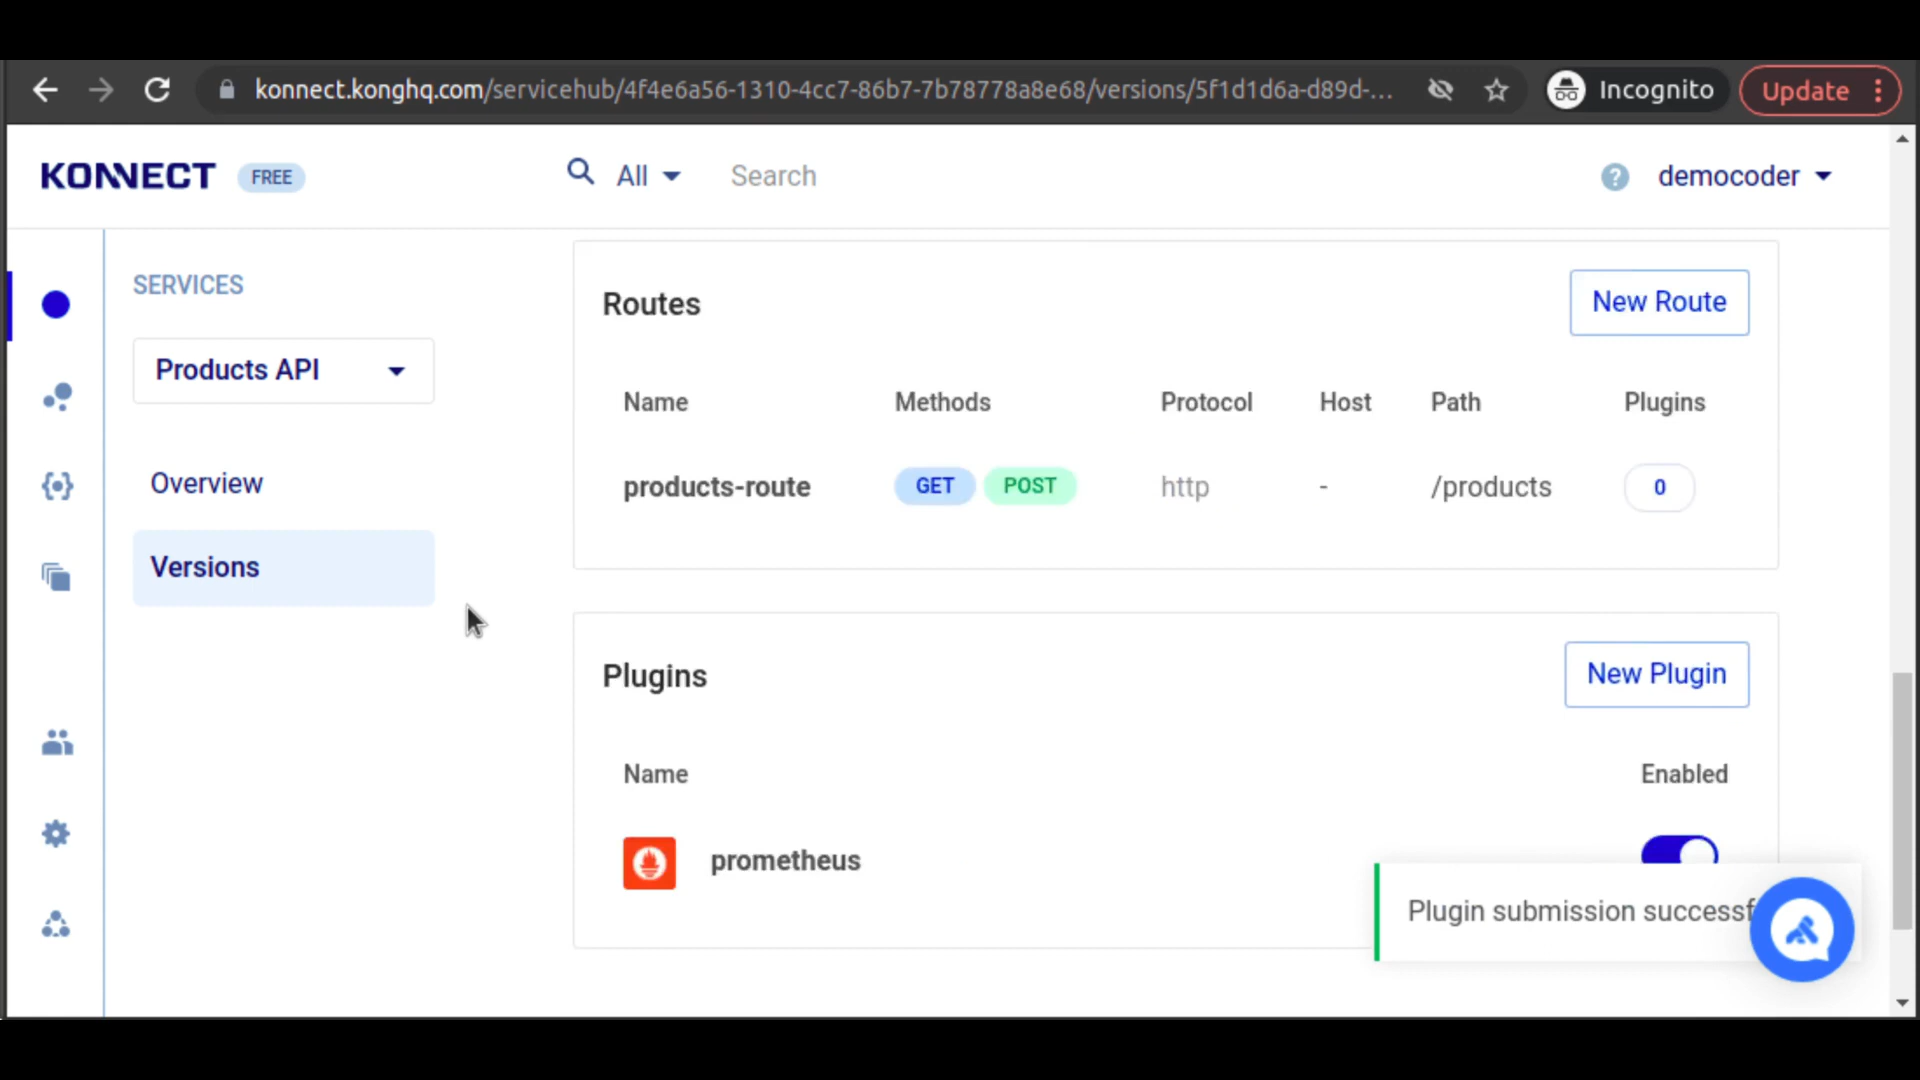 konnect.konghq.com/servicehub/4f4e6a56-1310-4cc7-86b7-7b78778a8e68/versions/5f1d1d6a-d89d-...
Incognito
Update
KONNECT
FREE
All
Search
?
democoder
SERVICES
Products API
Overview
Versions
Routes
New Route
Name Methods Protocol Host Path Plugins
products-route GET POST http - /products 0
Plugins
New Plugin
Name Enabled
prometheus
Plugin submission successf